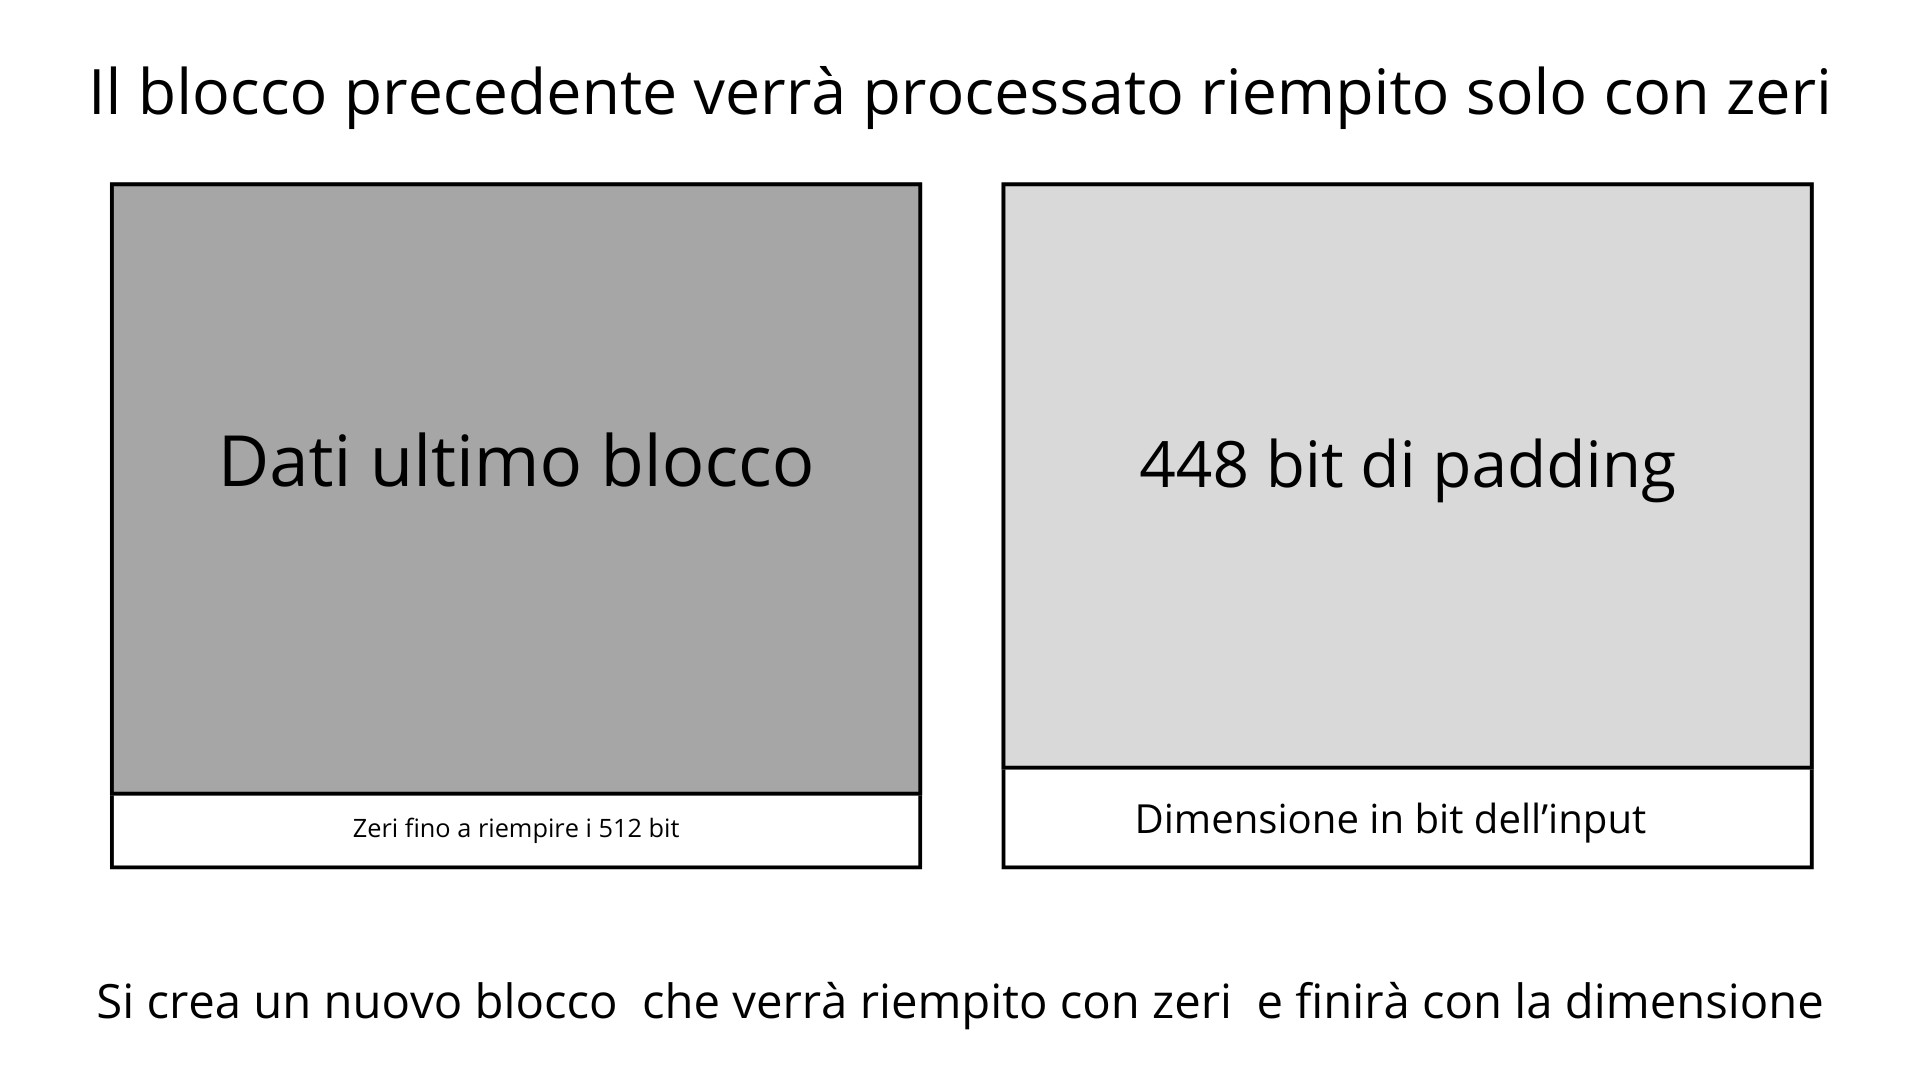 Il blocco precedente verrà processato riempito solo con zeri
Dati ultimo blocco
Zeri fino a riempire i 512 bit
448 bit di padding
Dimensione in bit dell’input
Si crea un nuovo blocco  che verrà riempito con zeri  e finirà con la dimensione